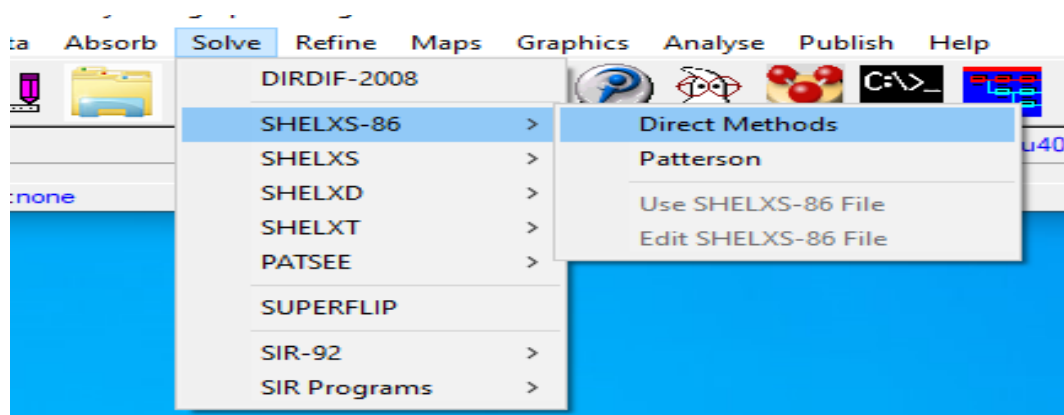 ta Absorb Solve Refine Maps Graphics Analyse Publish Help
C:\>_
DIRDIF-2008
SHELXS-86 > Direct Methods
u40
SHELXS > Patterson
:none
SHELXD > Use SHELXS-86 File
SHELXT > Edit SHELXS-86 File
PATSEE >
SUPERFLIP
SIR-92 >
SIR Programs >